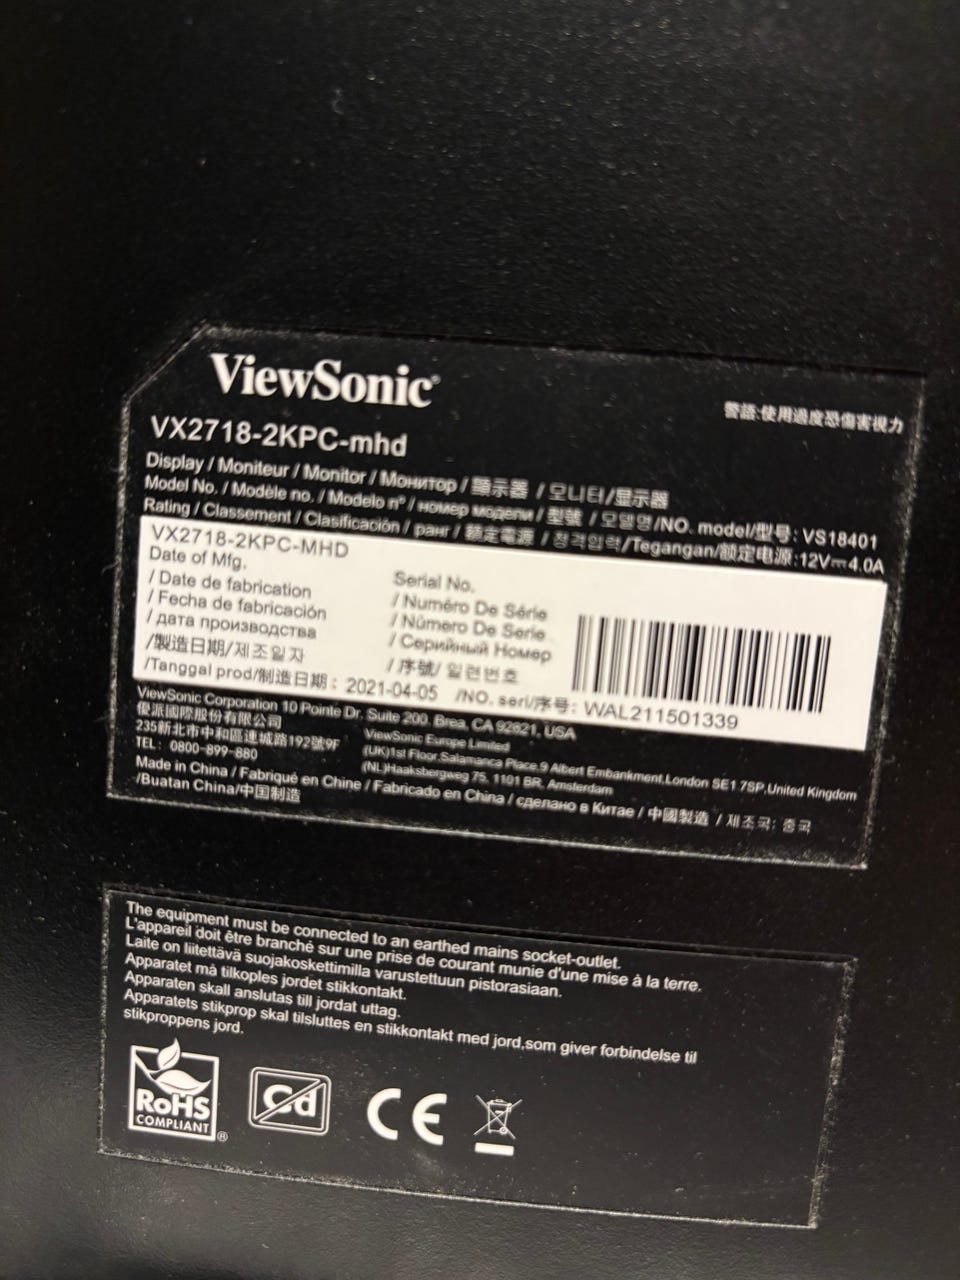 ViewSonic®
警語:使用過度恐傷害視力
VX2718-2KPC-mhd
Display / Moniteur / Monitor / Монитор / 顯示器 / 모니터/显示器
Model No. / Modèle no. / Modelo nº / номер модели / 型號 / 모델명/NO. model/型号: VS18401
Rating / Classement / Clasificación / ранг / 額定電源 / 정격입력/Tegangan/额定电源:12V⎓4.0A
VX2718-2KPC-MHD
Date of Mfg.
/ Date de fabrication
/ Fecha de fabricación
/ дата производства
/製造日期/제조일자
/Tanggal prod/制造日期: 2021-04-05
Serial No.
/ Numéro De Série
/ Número De Serie
/ Серийный Номер
/ 序號/ 일련번호
/NO. seri/序号: WAL211501339
ViewSonic Corporation 10 Pointe Dr. Suite 200. Brea, CA 92821, USA
優派國際股份有限公司
235新北市中和區連城路192號9F
TEL: 0800-899-880
ViewSonic Europe Limited
(UK)1st Floor,Salamanca Place,9 Albert Embankment,London SE1 7SP,United Kingdom
(NL)Haaksbergweg 75, 1101 BR, Amsterdam
Made in China / Fabriqué en Chine / Fabricado en China / сделано в Китае / 中國製造 / 제조국: 중국
/Buatan China/中国制造
The equipment must be connected to an earthed mains socket-outlet.
L'appareil doit être branché sur une prise de courant munie d'une mise à la terre.
Laite on liitettävä suojakoskettimilla varustettuun pistorasiaan.
Apparatet må tilkoples jordet stikkontakt.
Apparaten skall anslutas till jordat uttag.
Apparatets stikprop skal tilsluttes en stikkontakt med jord,som giver forbindelse til
stikproppens jord.
RoHS
COMPLIANT®
Cd
CE